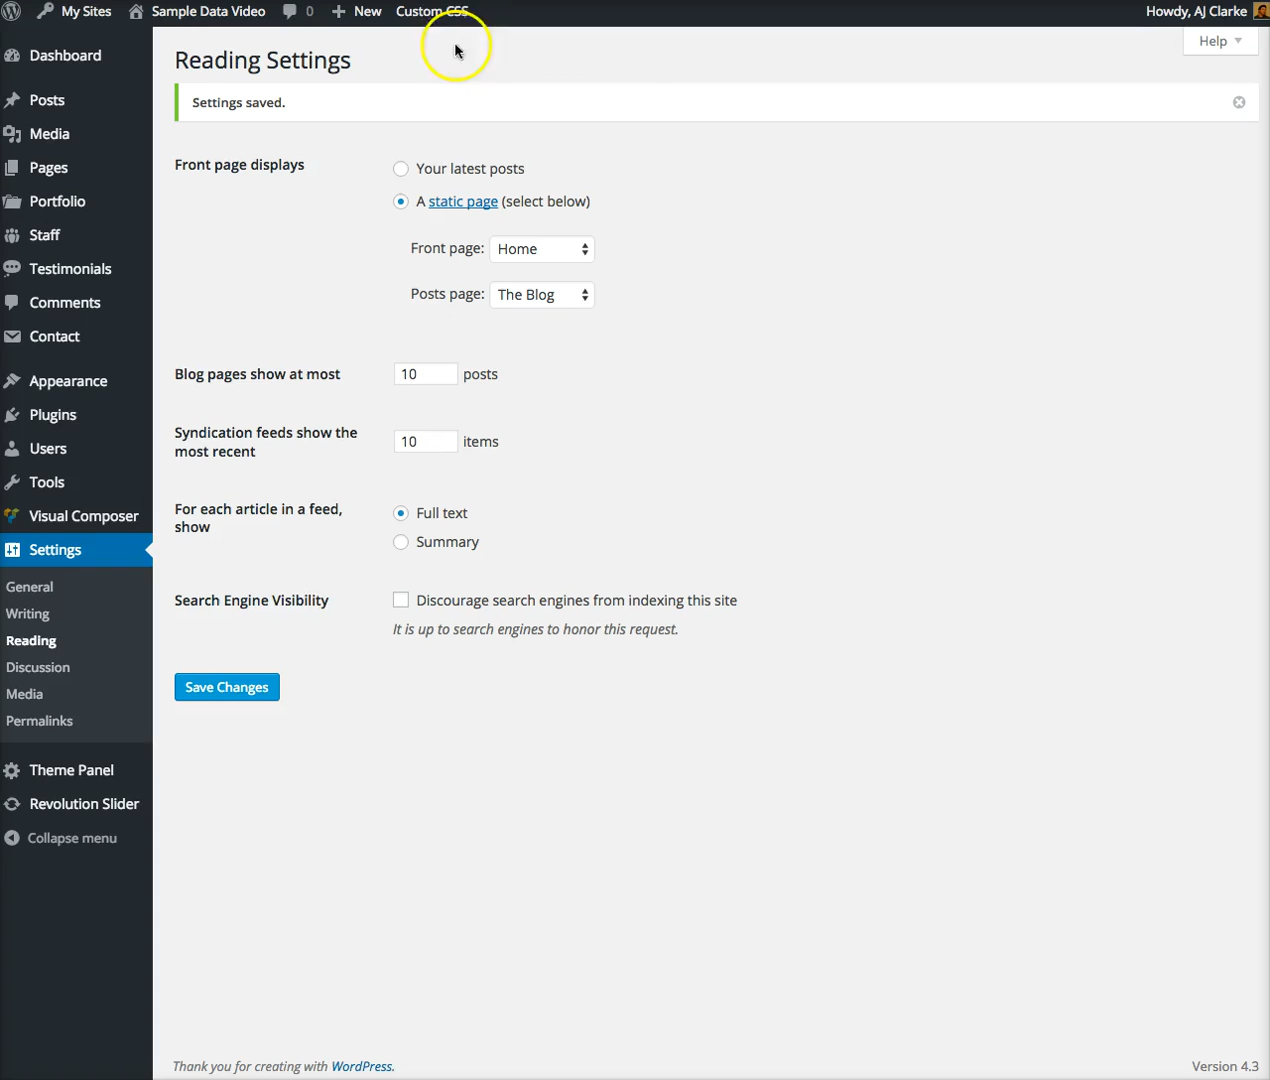 My Sites Sample Data Video 0 New Custom CSS Howdy, AJ Clarke
Help
Dashboard
Posts
Media
Pages
Portfolio
Staff
Testimonials
Comments
Contact
Appearance
Plugins
Users
Tools
Visual Composer
Settings
General
Writing
Reading
Discussion
Media
Permalinks
Theme Panel
Revolution Slider
Collapse menu
Reading Settings
Settings saved.
Front page displays
Your latest posts
A static page (select below)
Front page: Home
Posts page: The Blog
Blog pages show at most 10 posts
Syndication feeds show the
most recent
10 items
For each article in a feed,
show
Full text
Summary
Search Engine Visibility
Discourage search engines from indexing this site
It is up to search engines to honor this request.
Save Changes
Thank you for creating with WordPress. Version 4.3